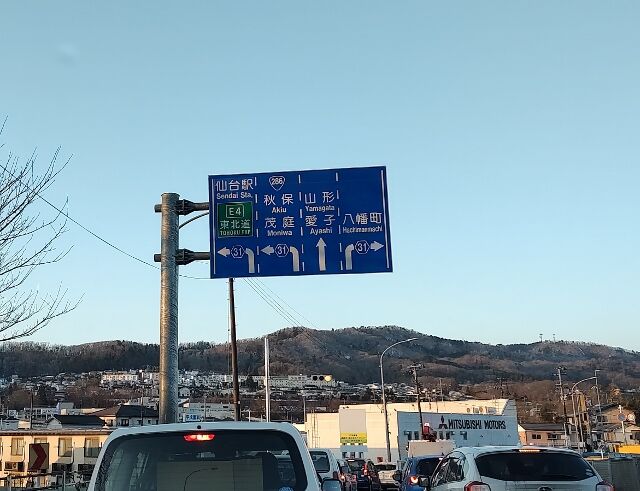 仙台駅
Sendai Sta.
E4
東北道
TOHOKU EXP
31
286
秋保
Akiu
茂庭
Moniwa
31
山形
Yamagata
愛子
Ayashi
八幡町
Hachimanmachi
31
MITSUBISHI MOTORS